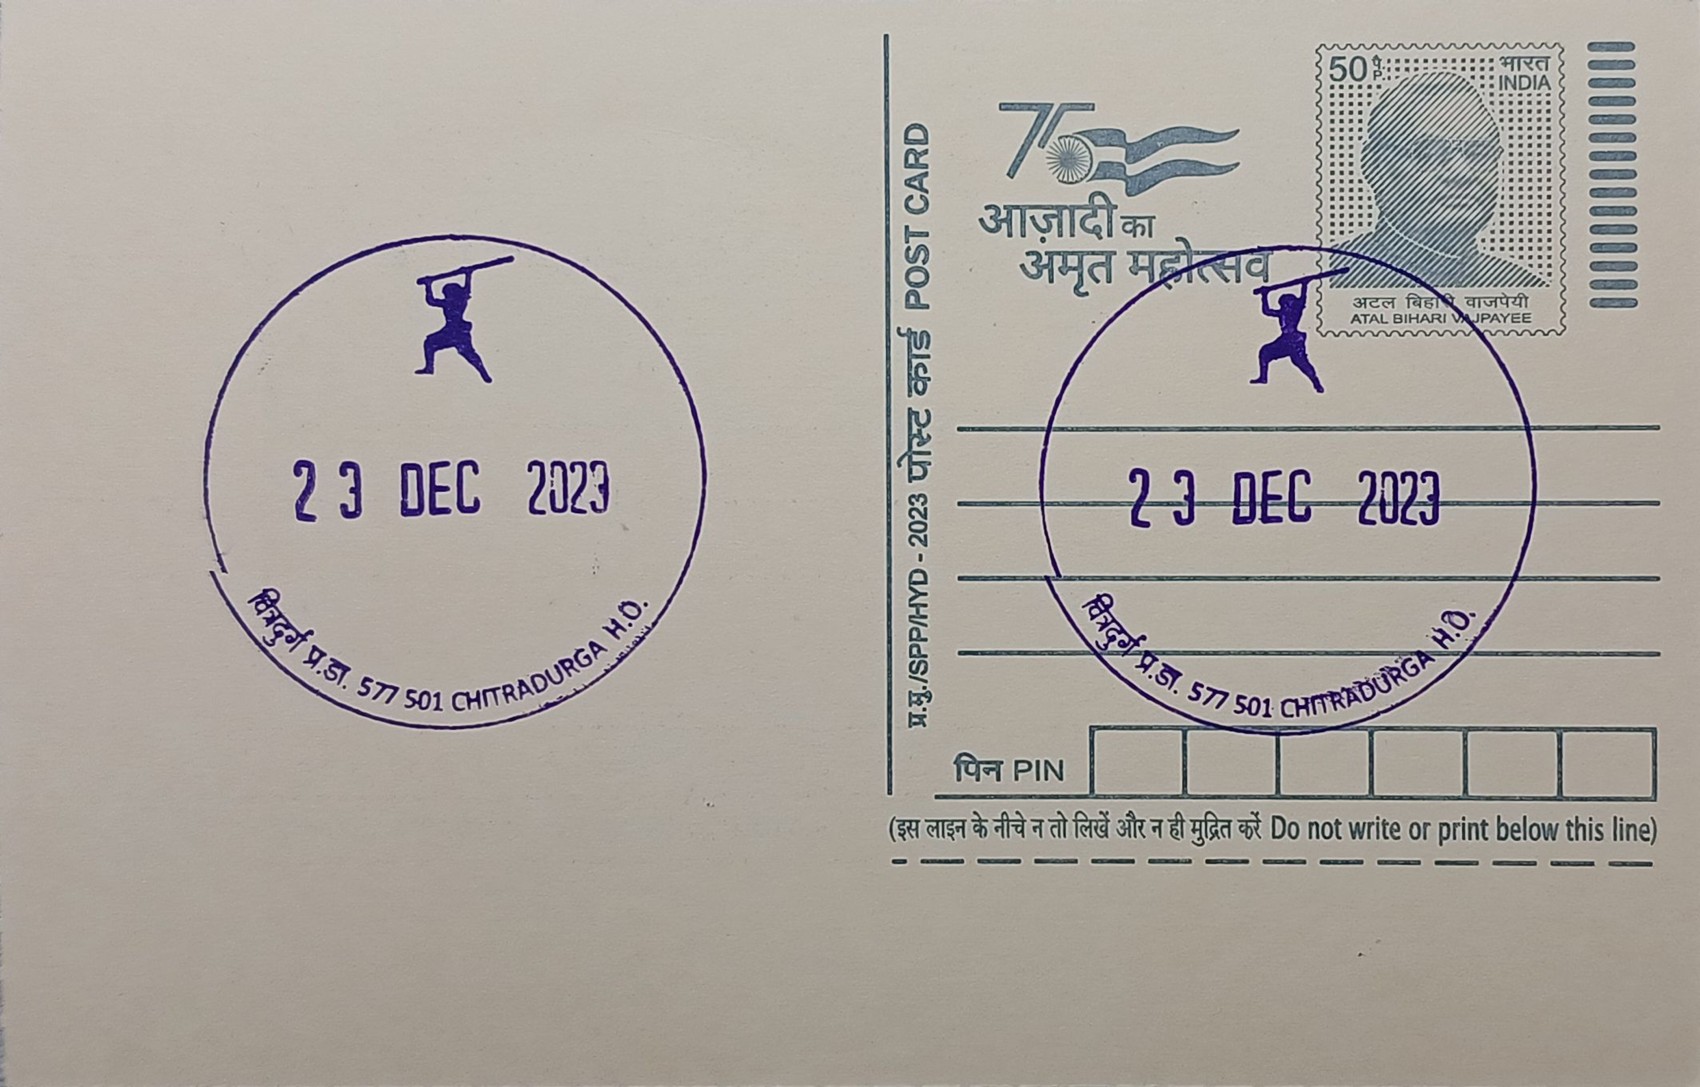 50 पै. P.
भारत
INDIA
75
आज़ादी का
अमृत महोत्सव
अटल बिहारी वाजपेयी
ATAL BIHARI VAJPAYEE
23 DEC 2023
चित्रदुर्ग प्र.डा. 577 501 CHITRADURGA H.O.
प्र.मु./SPP/HYD - 2023 पोस्ट कार्ड POST CARD
23 DEC 2023
चित्रदुर्ग प्र.डा. 577 501 CHITRADURGA H.O.
पिन PIN
(इस लाइन के नीचे न तो लिखें और न ही मुद्रित करें Do not write or print below this line)